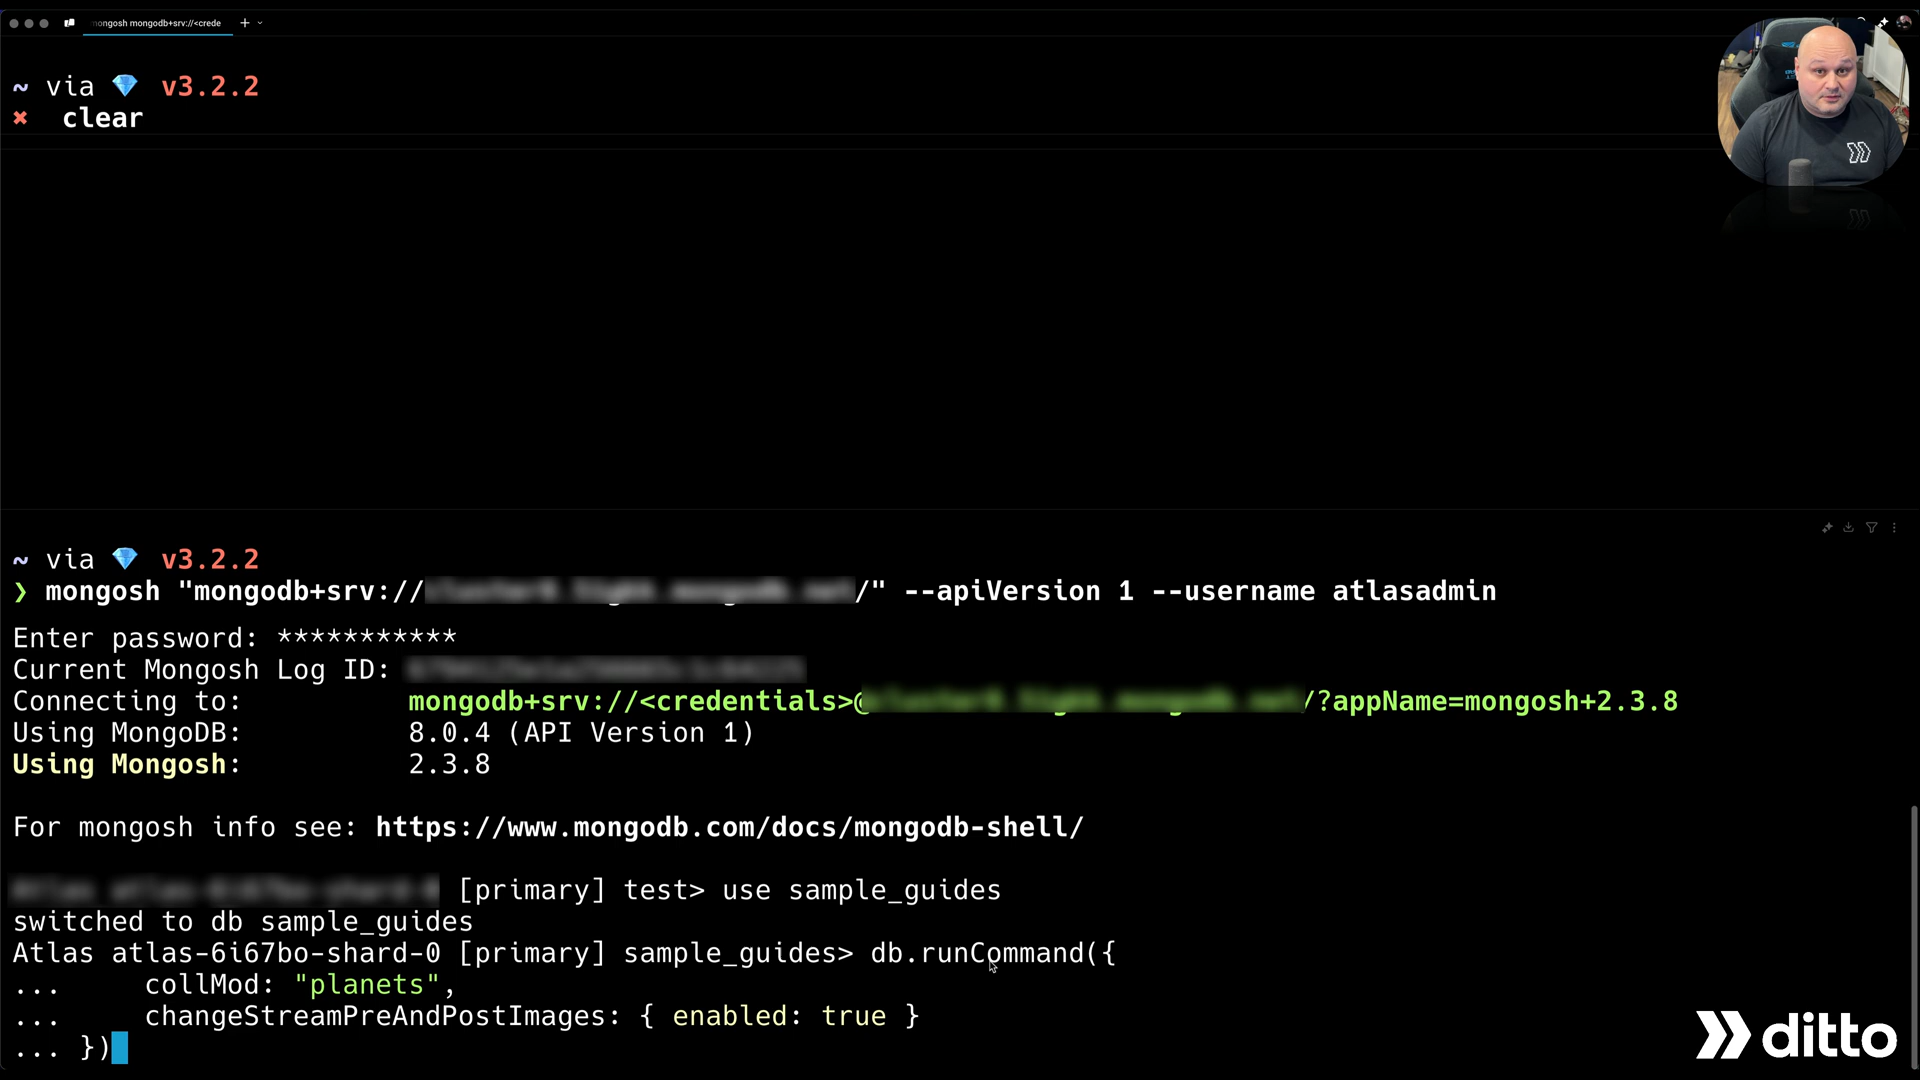 mongosh mongodb+srv://<crede
~ via v3.2.2
✖ clear
~ via v3.2.2
❯ mongosh "mongodb+srv:// /" --apiVersion 1 --username atlasadmin
Enter password: ***********
Current Mongosh Log ID:
Connecting to: mongodb+srv://<credentials>@ /?appName=mongosh+2.3.8
Using MongoDB: 8.0.4 (API Version 1)
Using Mongosh: 2.3.8
For mongosh info see: https://www.mongodb.com/docs/mongodb-shell/
[primary] test> use sample_guides
switched to db sample_guides
Atlas atlas-6i67bo-shard-0 [primary] sample_guides> db.runCommand({
... collMod: "planets",
... changeStreamPreAndPostImages: { enabled: true }
... })
ditto